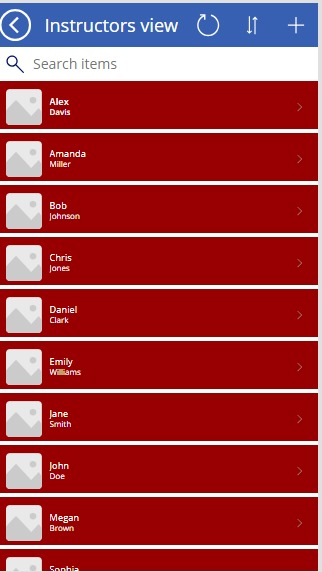 Instructors view
Search items
Alex
Davis
Amanda
Miller
Bob
Johnson
Chris
Jones
Daniel
Clark
Emily
Williams
Jane
Smith
John
Doe
Megan
Brown
Sophia